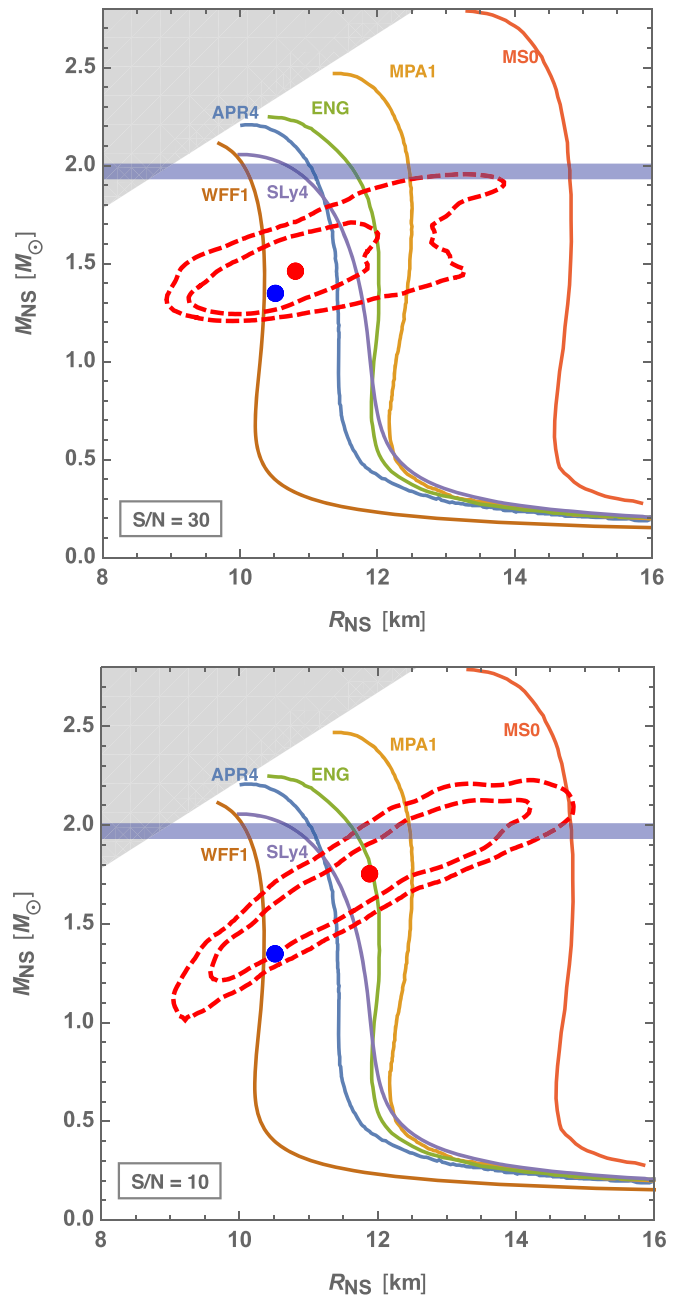 MS0
MPA1
2.5
APR4
ENG
2.0
WFF1
SLy4
M_NS [M⊙]
1.5
1.0
0.5
S/N = 30
0.0
8 10 12 14 16
R_NS [km]
2.5
MS0
MPA1
APR4
ENG
2.0
WFF1
SLy4
M_NS [M⊙]
1.5
1.0
0.5
S/N = 10
0.0
8 10 12 14 16
R_NS [km]